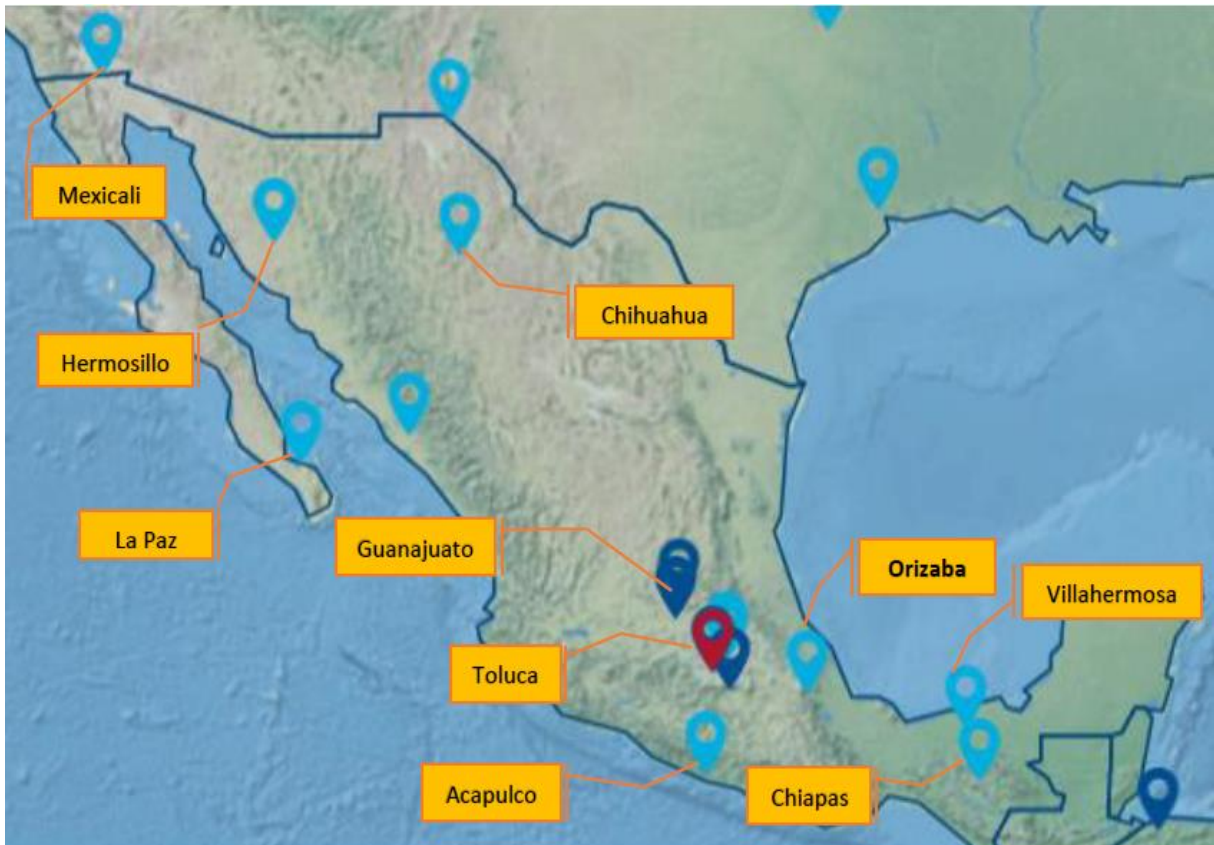 Mexicali
Chihuahua
Hermosillo
La Paz
Guanajuato
Orizaba
Villahermosa
Toluca
Acapulco
Chiapas